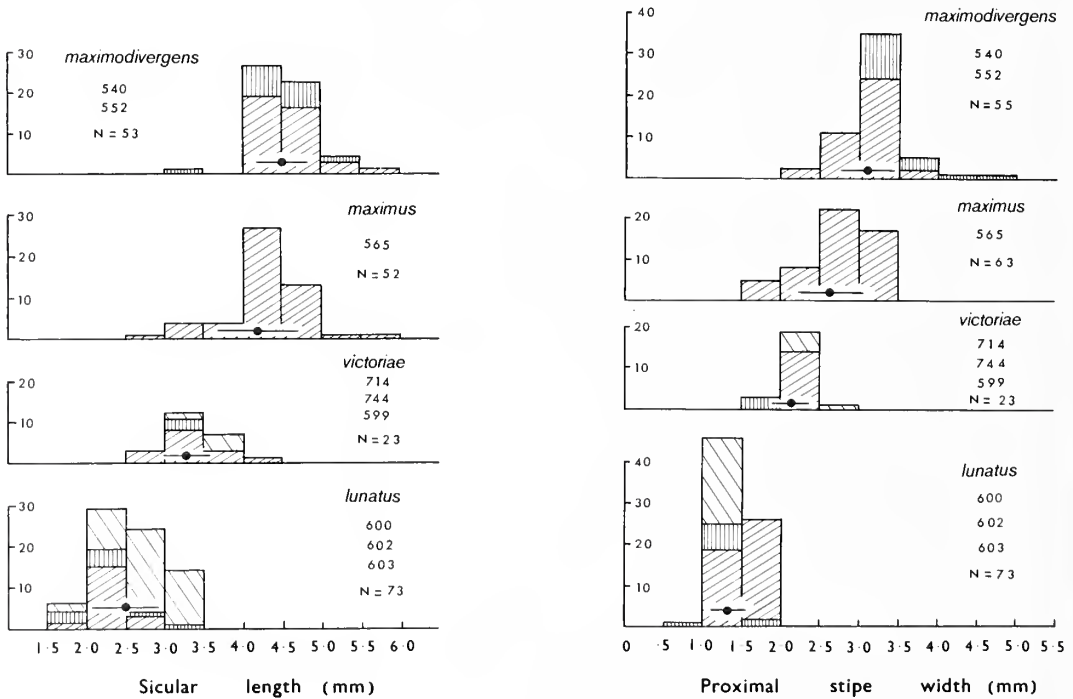 30
20
10
maximodivergens
540
552
N = 53
30
20
10
maximus
565
N = 52
20
10
victoriae
714
744
599
N = 23
30
20
10
lunatus
600
602
603
N = 73
1·5 2·0 2·5 3·0 3·5 4·0 4·5 5·0 5·5 6·0
Sicular length (mm)
40
30
20
10
maximodivergens
540
552
N = 55
20
10
maximus
565
N = 63
20
10
victoriae
714
744
599
N = 23
40
30
20
10
lunatus
600
602
603
N = 73
0 ·5 1·0 1·5 2·0 2·5 3·0 3·5 4·0 4·5 5·0 5·5
Proximal stipe width (mm)